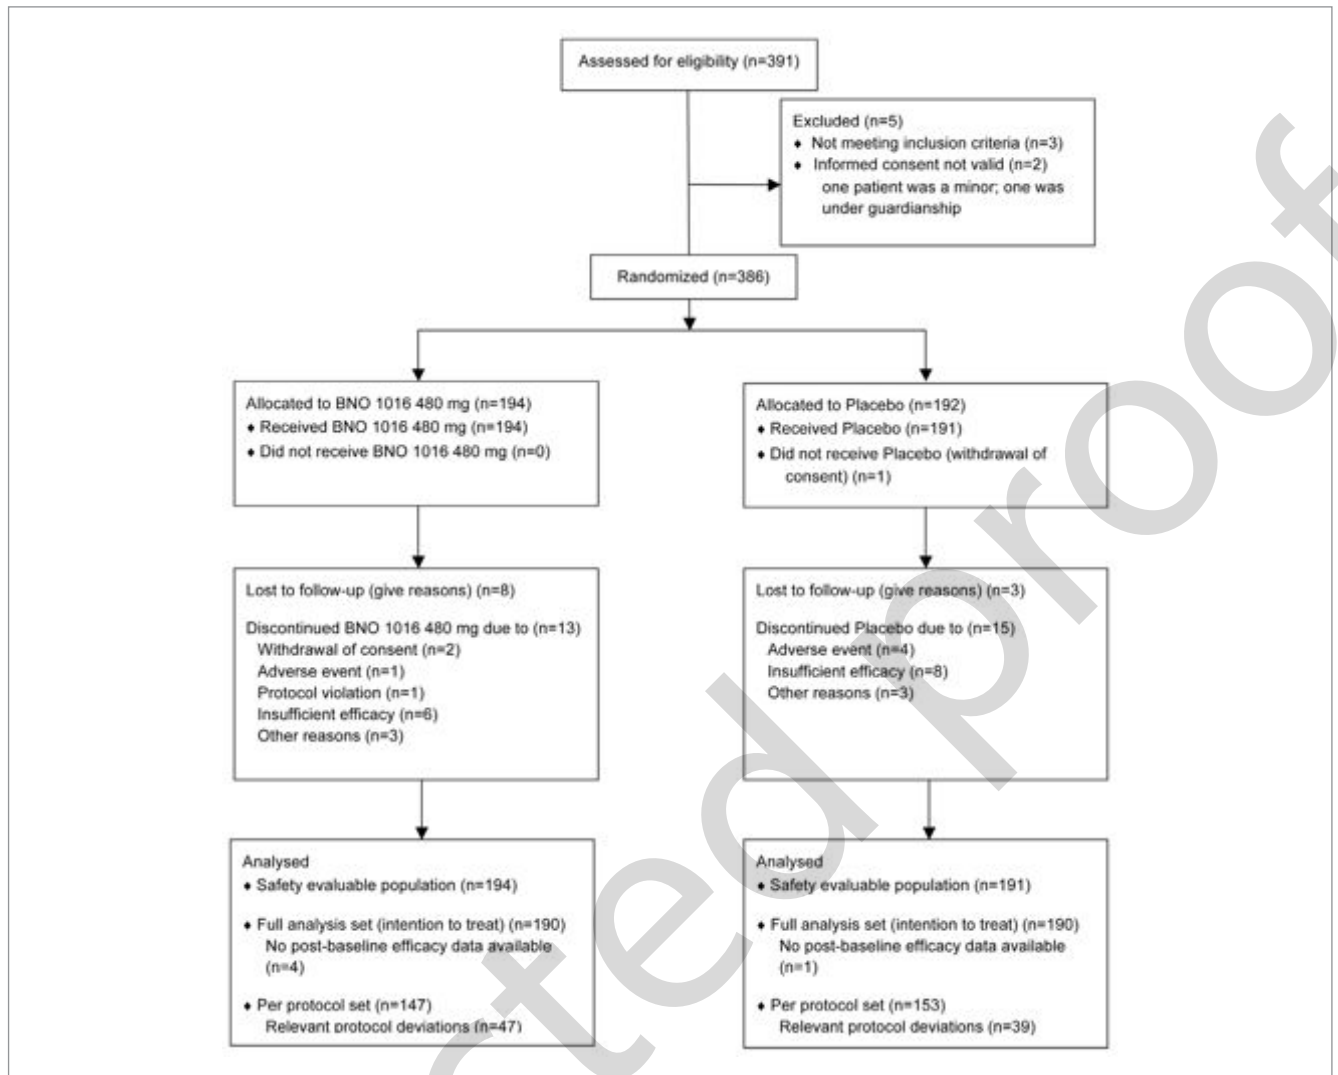 Assessed for eligibility (n=391)
Excluded (n=5)
♦ Not meeting inclusion criteria (n=3)
♦ Informed consent not valid (n=2)
one patient was a minor; one was
under guardianship
Randomized (n=386)
Allocated to BNO 1016 480 mg (n=194)
♦ Received BNO 1016 480 mg (n=194)
♦ Did not receive BNO 1016 480 mg (n=0)
Allocated to Placebo (n=192)
♦ Received Placebo (n=191)
♦ Did not receive Placebo (withdrawal of
consent) (n=1)
Lost to follow-up (give reasons) (n=8)
Discontinued BNO 1016 480 mg due to (n=13)
Withdrawal of consent (n=2)
Adverse event (n=1)
Protocol violation (n=1)
Insufficient efficacy (n=6)
Other reasons (n=3)
Lost to follow-up (give reasons) (n=3)
Discontinued Placebo due to (n=15)
Adverse event (n=4)
Insufficient efficacy (n=8)
Other reasons (n=3)
Analysed
♦ Safety evaluable population (n=194)
♦ Full analysis set (intention to treat) (n=190)
No post-baseline efficacy data available
(n=4)
♦ Per protocol set (n=147)
Relevant protocol deviations (n=47)
Analysed
♦ Safety evaluable population (n=191)
♦ Full analysis set (intention to treat) (n=190)
No post-baseline efficacy data available
(n=1)
♦ Per protocol set (n=153)
Relevant protocol deviations (n=39)
cted proof